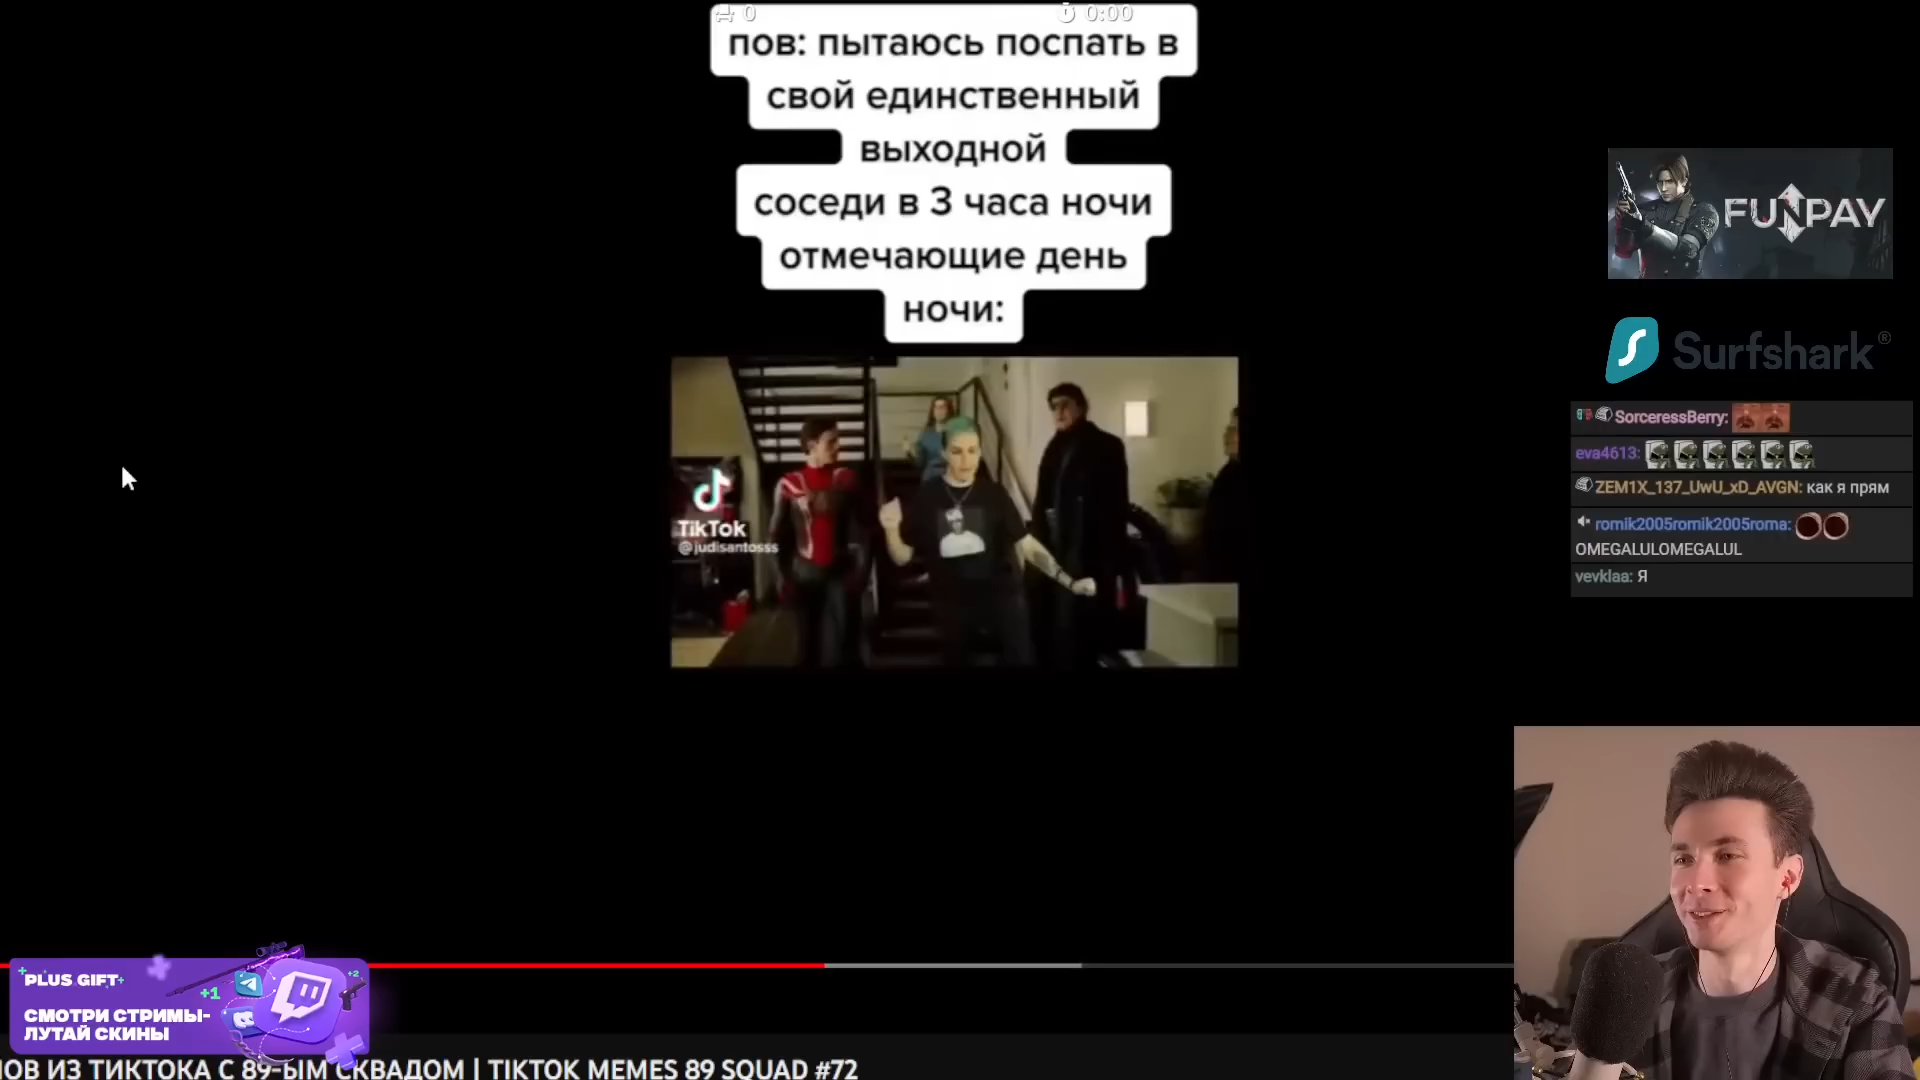 0
0:00
пов: пытаюсь поспать в
свой единственный
выходной
соседи в 3 часа ночи
отмечающие день
ночи:
TikTok
@judisantosss
FUNPAY
Surfshark®
SorceressBerry:
eva4613:
ZEM1X_137_UwU_xD_AVGN: как я прям
romik2005romik2005roma:
OMEGALULOMEGALUL
vevklaa: Я
PLUS GIFT+
+1
+2
СМОТРИ СТРИМЫ-
ЛУТАЙ СКИНЫ
ОВ ИЗ ТИКТОКА С 89-ЫМ СКВАДОМ | TIKTOK MEMES 89 SQUAD #72